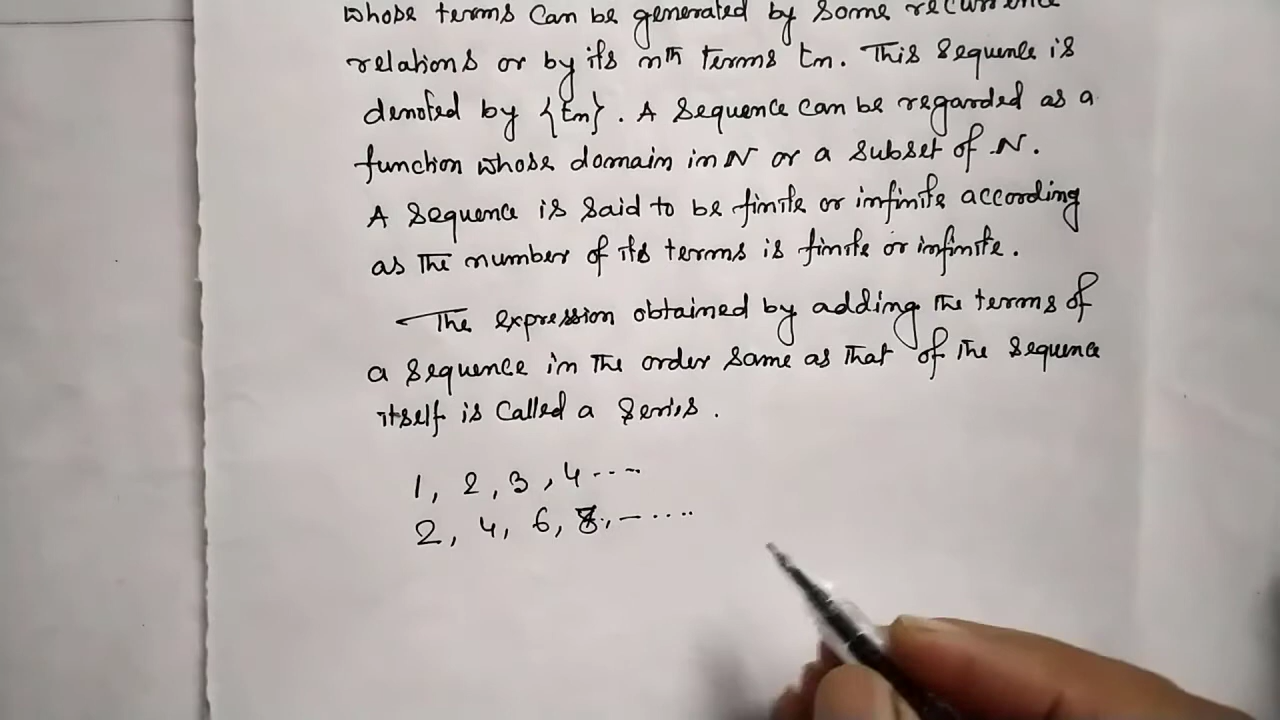 whose terms can be generated by some recurrence
relations or by its nth terms tn. This sequence is
denoted by {tn}. A sequence can be regarded as a
function whose domain in N or a subset of N.
A sequence is said to be finite or infinite according
as the number of its terms is finite or infinite.
The expression obtained by adding the terms of
a sequence in the order same as that of the sequence
itself is called a series.
1, 2, 3, 4 ....
2, 4, 6, 8, - ....